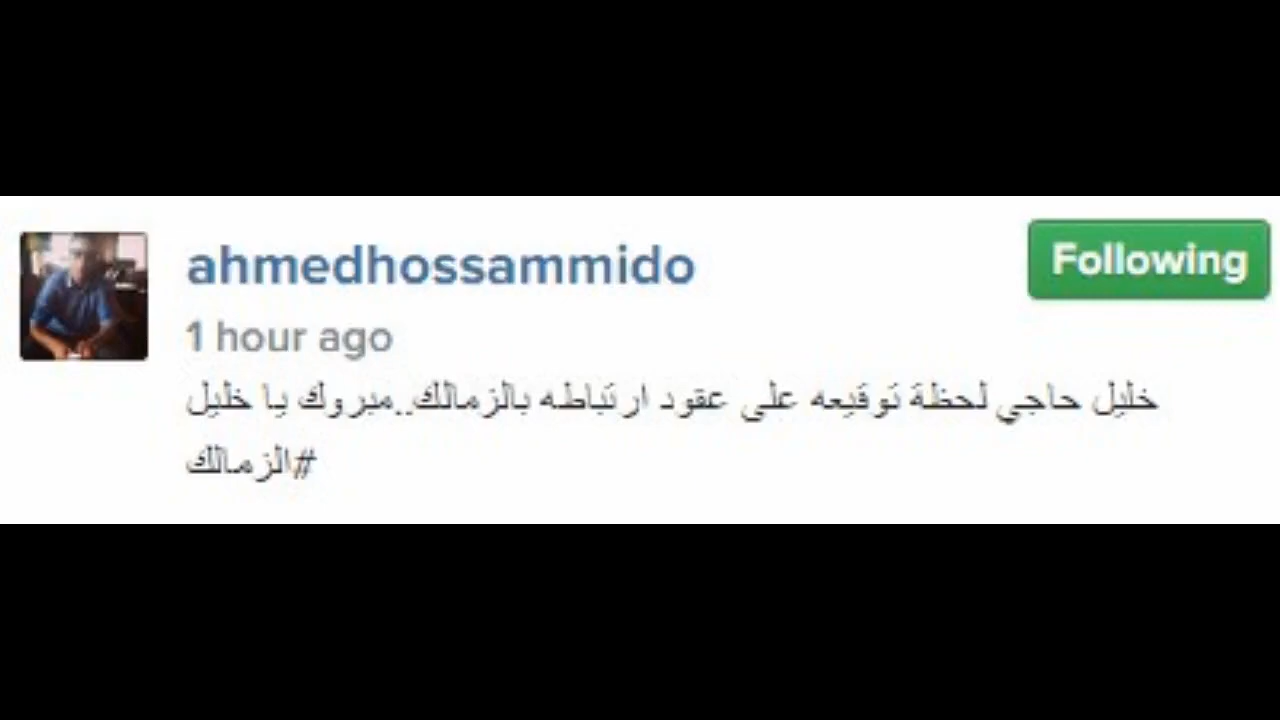 ahmedhossammido
Following
1 hour ago
خليل حاجي لحظة توقيعه على عقود ارتباطه بالزمالك..مبروك يا خليل
#الزمالك